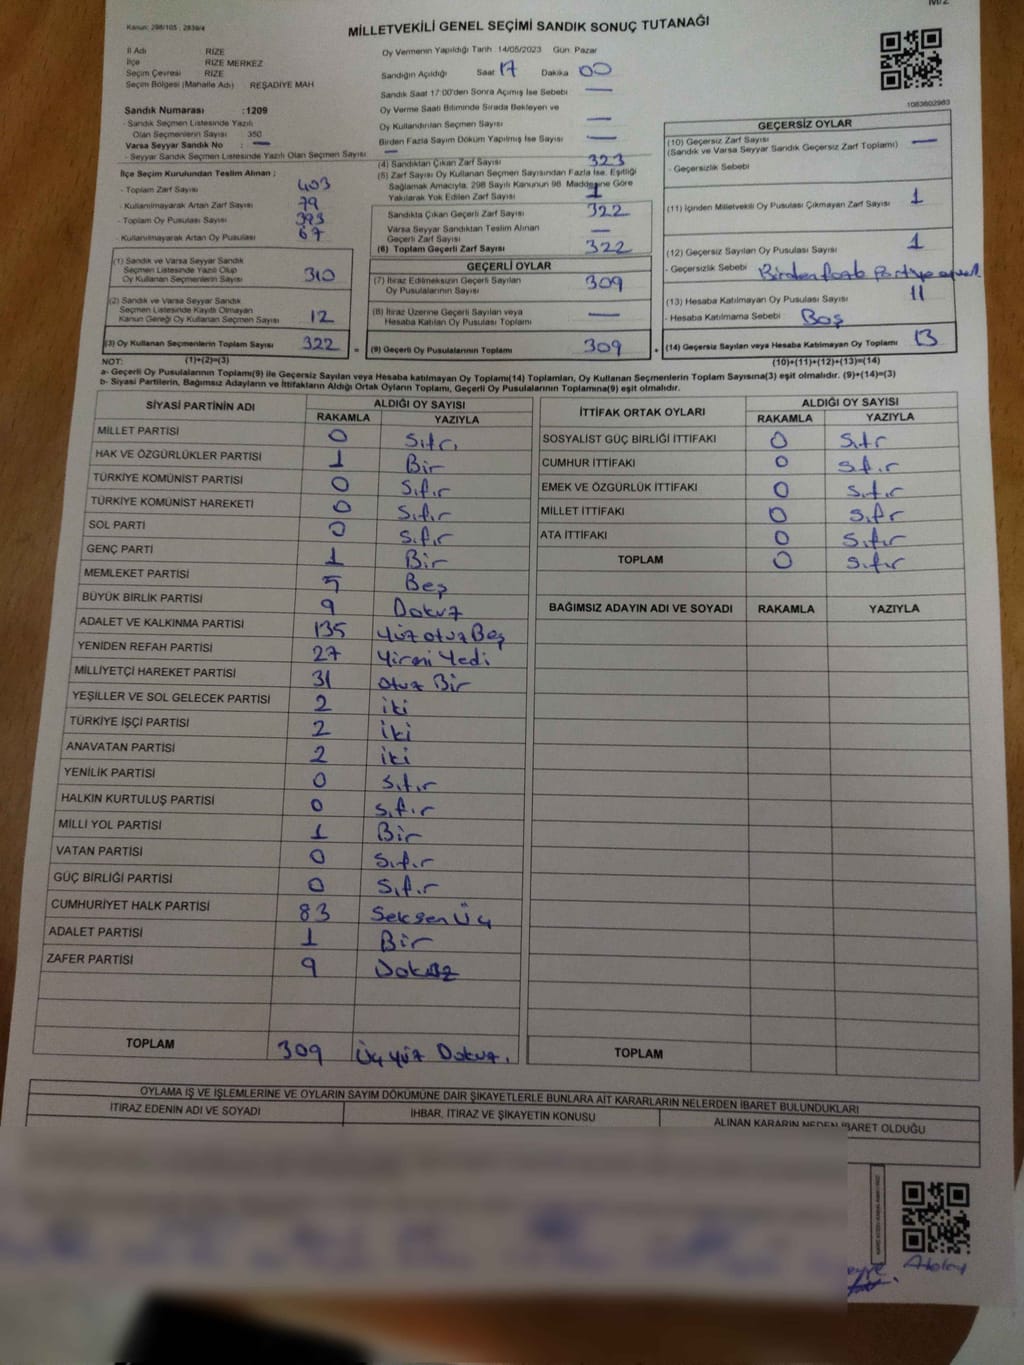 M/2
Kanun: 298/105 , 2839/4
MİLLETVEKİLİ GENEL SEÇİMİ SANDIK SONUÇ TUTANAĞI
İl Adı RİZE
İlçe RİZE MERKEZ
Seçim Çevresi RİZE
Seçim Bölgesi (Mahalle Adı) REŞADİYE MAH
Oy Vermenin Yapıldığı Tarih 14/05/2023 Gün: Pazar
Sandığın Açıldığı Saat 17 Dakika 00
Sandık Saat 17:00'den Sonra Açımış İse Sebebi —
Oy Verme Saati Bitiminde Sırada Bekleyen ve
Oy Kullandırılan Seçmen Sayısı —
Birden Fazla Sayım Döküm Yapılmış İse Sayısı —
1083602983
Sandık Numarası : 1209
- Sandık Seçmen Listesinde Yazılı
Olan Seçmenlerin Sayısı 350
Varsa Seyyar Sandık No : —
- Seyyar Sandık Seçmen Listesinde Yazılı Olan Seçmen Sayısı —
İlçe Seçim Kurulundan Teslim Alınan ;
- Toplam Zarf Sayısı 403
- Kullanılmayarak Artan Zarf Sayısı 79
- Toplam Oy Pusulası Sayısı 393
- Kullanılmayarak Artan Oy Pusulası 67
(1) Sandık ve Varsa Seyyar Sandık
Seçmen Listesinde Yazılı Olup
Oy Kullanan Seçmenlerin Sayısı 310
(2) Sandık ve Varsa Seyyar Sandık
Seçmen Listesinde Kayıtlı Olmayan
Kanun Gereği Oy Kullanan Seçmen Sayısı 12
(3) Oy Kullanan Seçmenlerin Toplam Sayısı 322
(4) Sandıktan Çıkan Zarf Sayısı 323
(5) Zarf Sayısı Oy Kullanan Seçmen Sayısından Fazla İse, Eşitliği
Sağlamak Amacıyla, 298 Sayılı Kanunun 98. Maddesine Göre
Yakılarak Yok Edilen Zarf Sayısı 1
Sandıkta Çıkan Geçerli Zarf Sayısı 322
Varsa Seyyar Sandıktan Teslim Alınan
Geçerli Zarf Sayısı —
(6) Toplam Geçerli Zarf Sayısı 322
GEÇERLİ OYLAR
(7) İtiraz Edilmeksizin Geçerli Sayılan
Oy Pusulalarının Sayısı 309
(8) İtiraz Üzerine Geçerli Sayılan veya
Hesaba Katılan Oy Pusulası Toplamı —
= (9) Geçerli Oy Pusulalarının Toplamı 309
GEÇERSİZ OYLAR
(10) Geçersiz Zarf Sayısı
(Sandık ve Varsa Seyyar Sandık Geçersiz Zarf Toplamı) —
- Geçersizlik Sebebi
(11) İçinden Milletvekili Oy Pusulası Çıkmayan Zarf Sayısı 1
(12) Geçersiz Sayılan Oy Pusulası Sayısı 1
- Geçersizlik Sebebi Birden fazla Partiye
(13) Hesaba Katılmayan Oy Pusulası Sayısı 11
- Hesaba Katılmama Sebebi Boş
+ (14) Geçersiz Sayılan veya Hesaba Katılmayan Oy Toplamı 13
NOT: (1)+(2)=(3) (10)+(11)+(12)+(13)=(14)
a- Geçerli Oy Pusulalarının Toplamı(9) ile Geçersiz Sayılan veya Hesaba katılmayan Oy Toplamı(14) Toplamları, Oy Kullanan Seçmenlerin Toplam Sayısına(3) eşit olmalıdır. (9)+(14)=(3)
b- Siyasi Partilerin, Bağımsız Adayların ve İttifakların Aldığı Ortak Oyların Toplamı, Geçerli Oy Pusulalarının Toplamına(9) eşit olmalıdır.
SİYASİ PARTİNİN ADI ALDIĞI OY SAYISI
RAKAMLA YAZIYLA
MİLLET PARTİSİ 0 Sıfır
HAK VE ÖZGÜRLÜKLER PARTİSİ 1 Bir
TÜRKİYE KOMÜNİST PARTİSİ 0 Sıfır
TÜRKİYE KOMÜNİST HAREKETİ 0 Sıfır
SOL PARTİ 0 sıfır
GENÇ PARTİ 1 Bir
MEMLEKET PARTİSİ 5 Beş
BÜYÜK BİRLİK PARTİSİ 9 Dokuz
ADALET VE KALKINMA PARTİSİ 135 Yüz otuz Beş
YENİDEN REFAH PARTİSİ 27 Yirmi Yedi
MİLLİYETÇİ HAREKET PARTİSİ 31 otuz Bir
YEŞİLLER VE SOL GELECEK PARTİSİ 2 iki
TÜRKİYE İŞÇİ PARTİSİ 2 iki
ANAVATAN PARTİSİ 2 iki
YENİLİK PARTİSİ 0 sıfır
HALKIN KURTULUŞ PARTİSİ 0 sıfır
MİLLİ YOL PARTİSİ 1 Bir
VATAN PARTİSİ 0 Sıfır
GÜÇ BİRLİĞİ PARTİSİ 0 Sıfır
CUMHURİYET HALK PARTİSİ 83 Seksen Üç
ADALET PARTİSİ 1 Bir
ZAFER PARTİSİ 9 Dokuz
TOPLAM 309 Üç yüz Dokuz.
İTTİFAK ORTAK OYLARI ALDIĞI OY SAYISI
RAKAMLA YAZIYLA
SOSYALİST GÜÇ BİRLİĞİ İTTİFAKI 0 Sıfır
CUMHUR İTTİFAKI 0 sıfır
EMEK VE ÖZGÜRLÜK İTTİFAKI 0 sıfır
MİLLET İTTİFAKI 0 sıfır
ATA İTTİFAKI 0 sıfır
TOPLAM 0 sıfır
BAĞIMSIZ ADAYIN ADI VE SOYADI RAKAMLA YAZIYLA
TOPLAM
OYLAMA İŞ VE İŞLEMLERİNE VE OYLARIN SAYIM DÖKÜMÜNE DAİR ŞİKAYETLERLE BUNLARA AİT KARARLARIN NELERDEN İBARET BULUNDUKLARI
İTİRAZ EDENİN ADI VE SOYADI İHBAR, İTİRAZ VE ŞİKAYETİN KONUSU ALINAN KARARIN NEDEN İBARET OLDUĞU